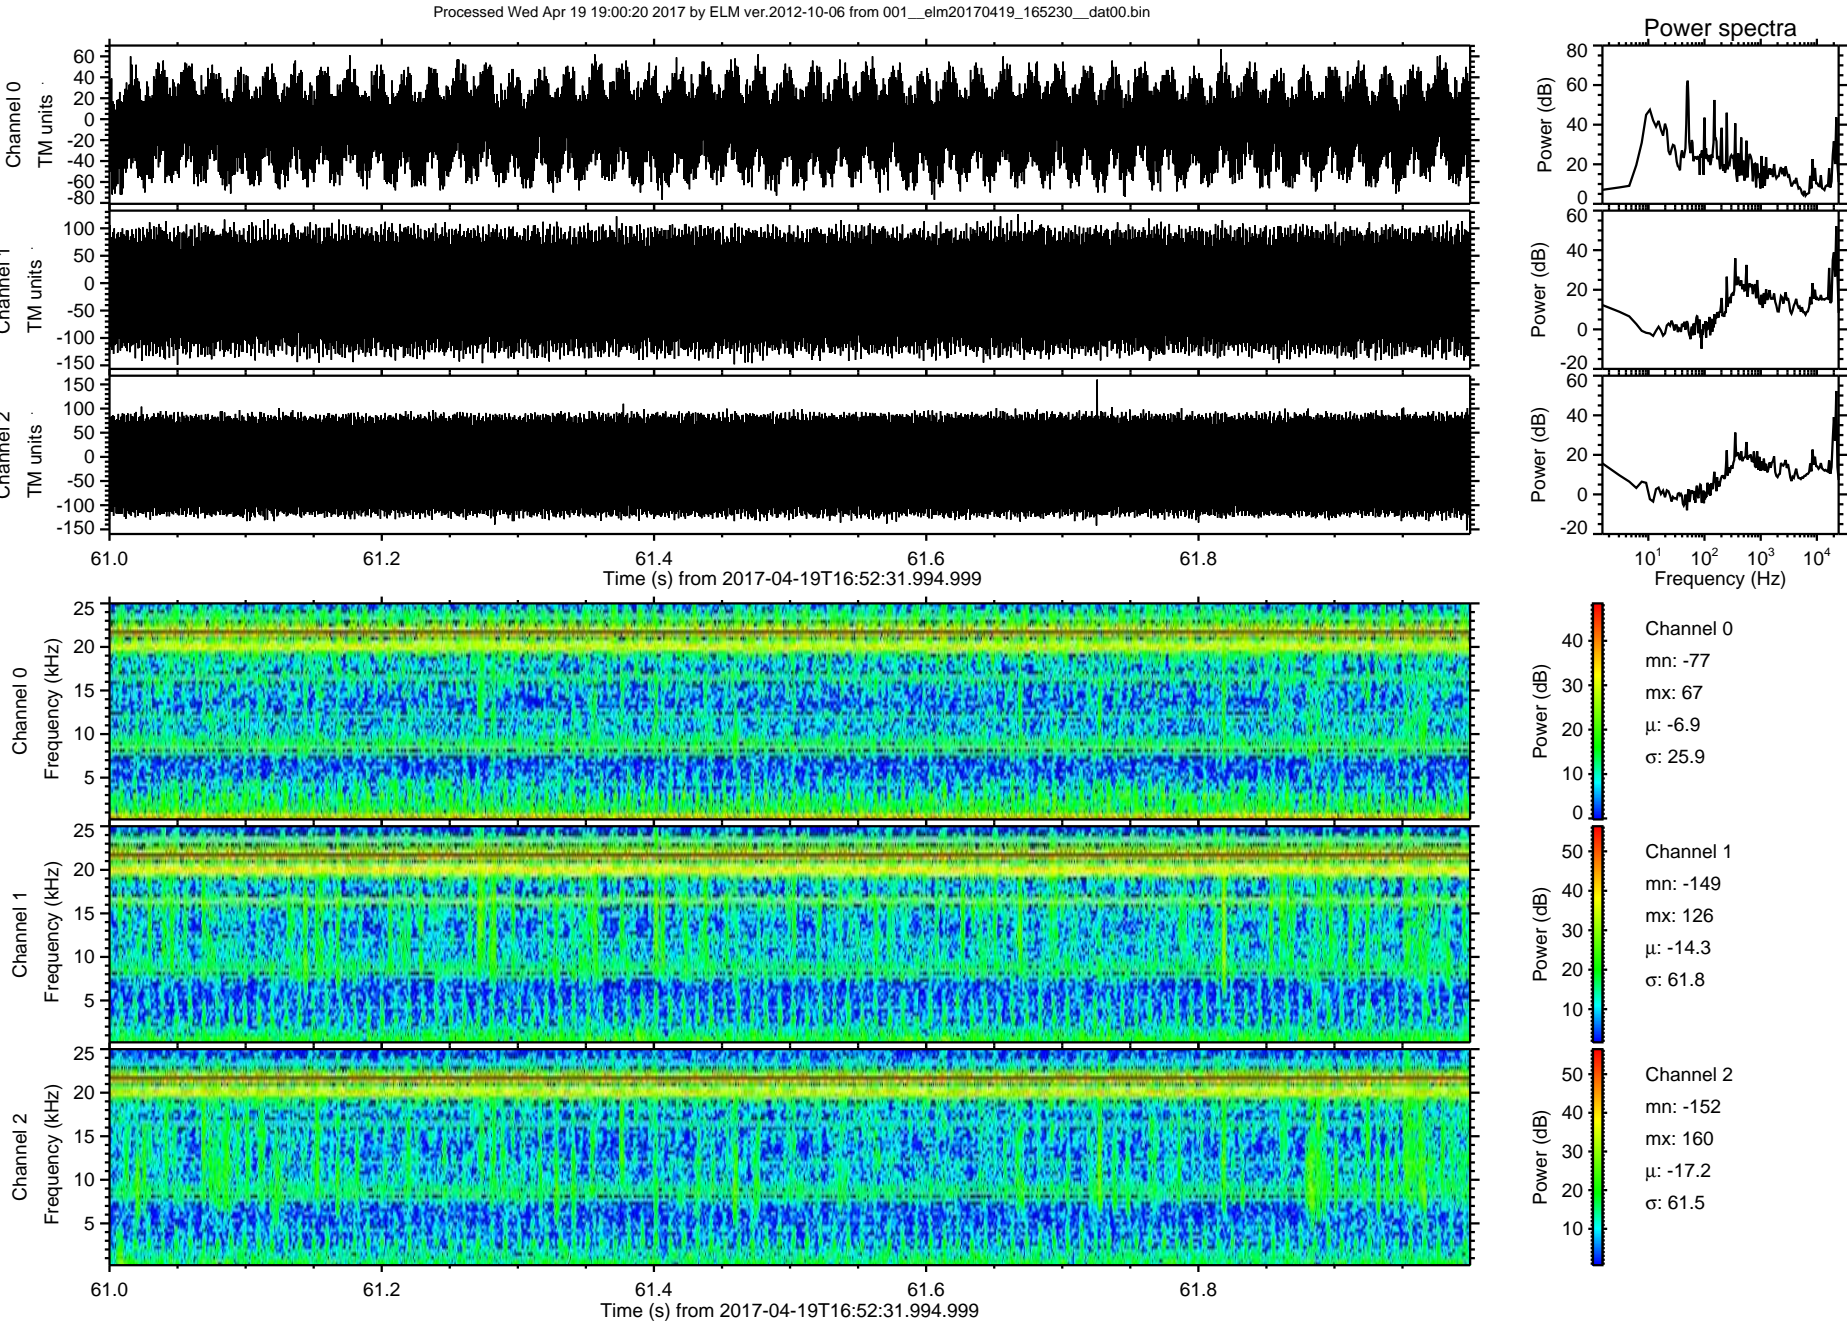 Processed Wed Apr 19 19:00:20 2017 by ELM ver.2012-10-06 from 001__elm20170419_165230__dat00.bin
Power spectra
Channel 0
TM units
60
40
20
0
-20
-40
-60
-80
Power (dB)
80
60
40
20
0
Channel 1
TM units
100
50
0
-50
-100
-150
Power (dB)
60
40
20
0
-20
Channel 2
TM units
150
100
50
0
-50
-100
-150
Power (dB)
60
40
20
0
-20
61.0 61.2 61.4 61.6 61.8
Time (s) from 2017-04-19T16:52:31.994.999
10¹ 10² 10³ 10⁴
Frequency (Hz)
Channel 0
Frequency (kHz)
25
20
15
10
5
Power (dB)
40
30
20
10
0
Channel 0
mn: -77
mx: 67
μ: -6.9
σ: 25.9
Channel 1
Frequency (kHz)
25
20
15
10
5
Power (dB)
50
40
30
20
10
Channel 1
mn: -149
mx: 126
μ: -14.3
σ: 61.8
Channel 2
Frequency (kHz)
25
20
15
10
5
Power (dB)
50
40
30
20
10
Channel 2
mn: -152
mx: 160
μ: -17.2
σ: 61.5
61.0 61.2 61.4 61.6 61.8
Time (s) from 2017-04-19T16:52:31.994.999